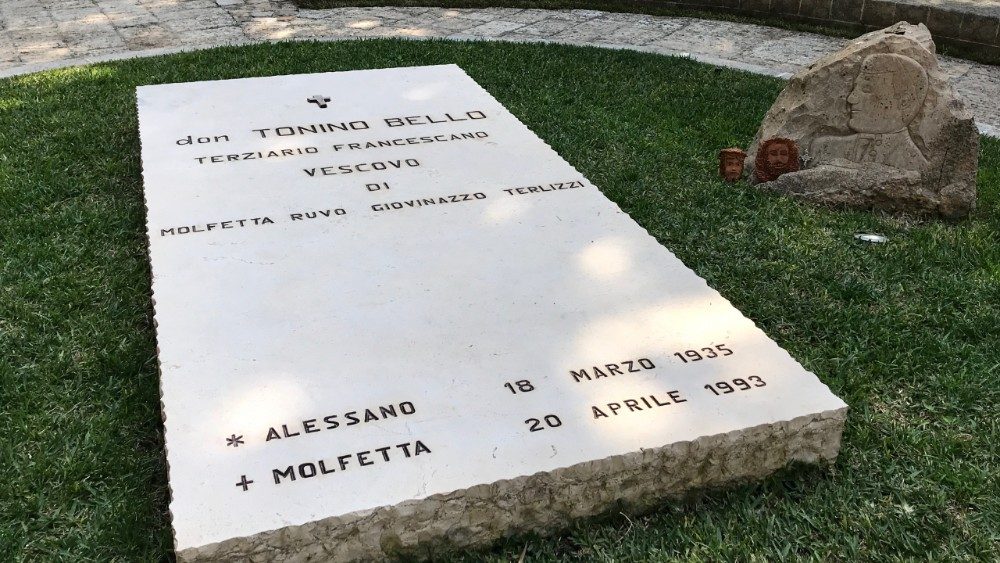 don TONINO BELLO
TERZIARIO FRANCESCANO
VESCOVO
DI
MOLFETTA RUVO GIOVINAZZO TERLIZZI
* ALESSANO 18 MARZO 1935
+ MOLFETTA 20 APRILE 1993